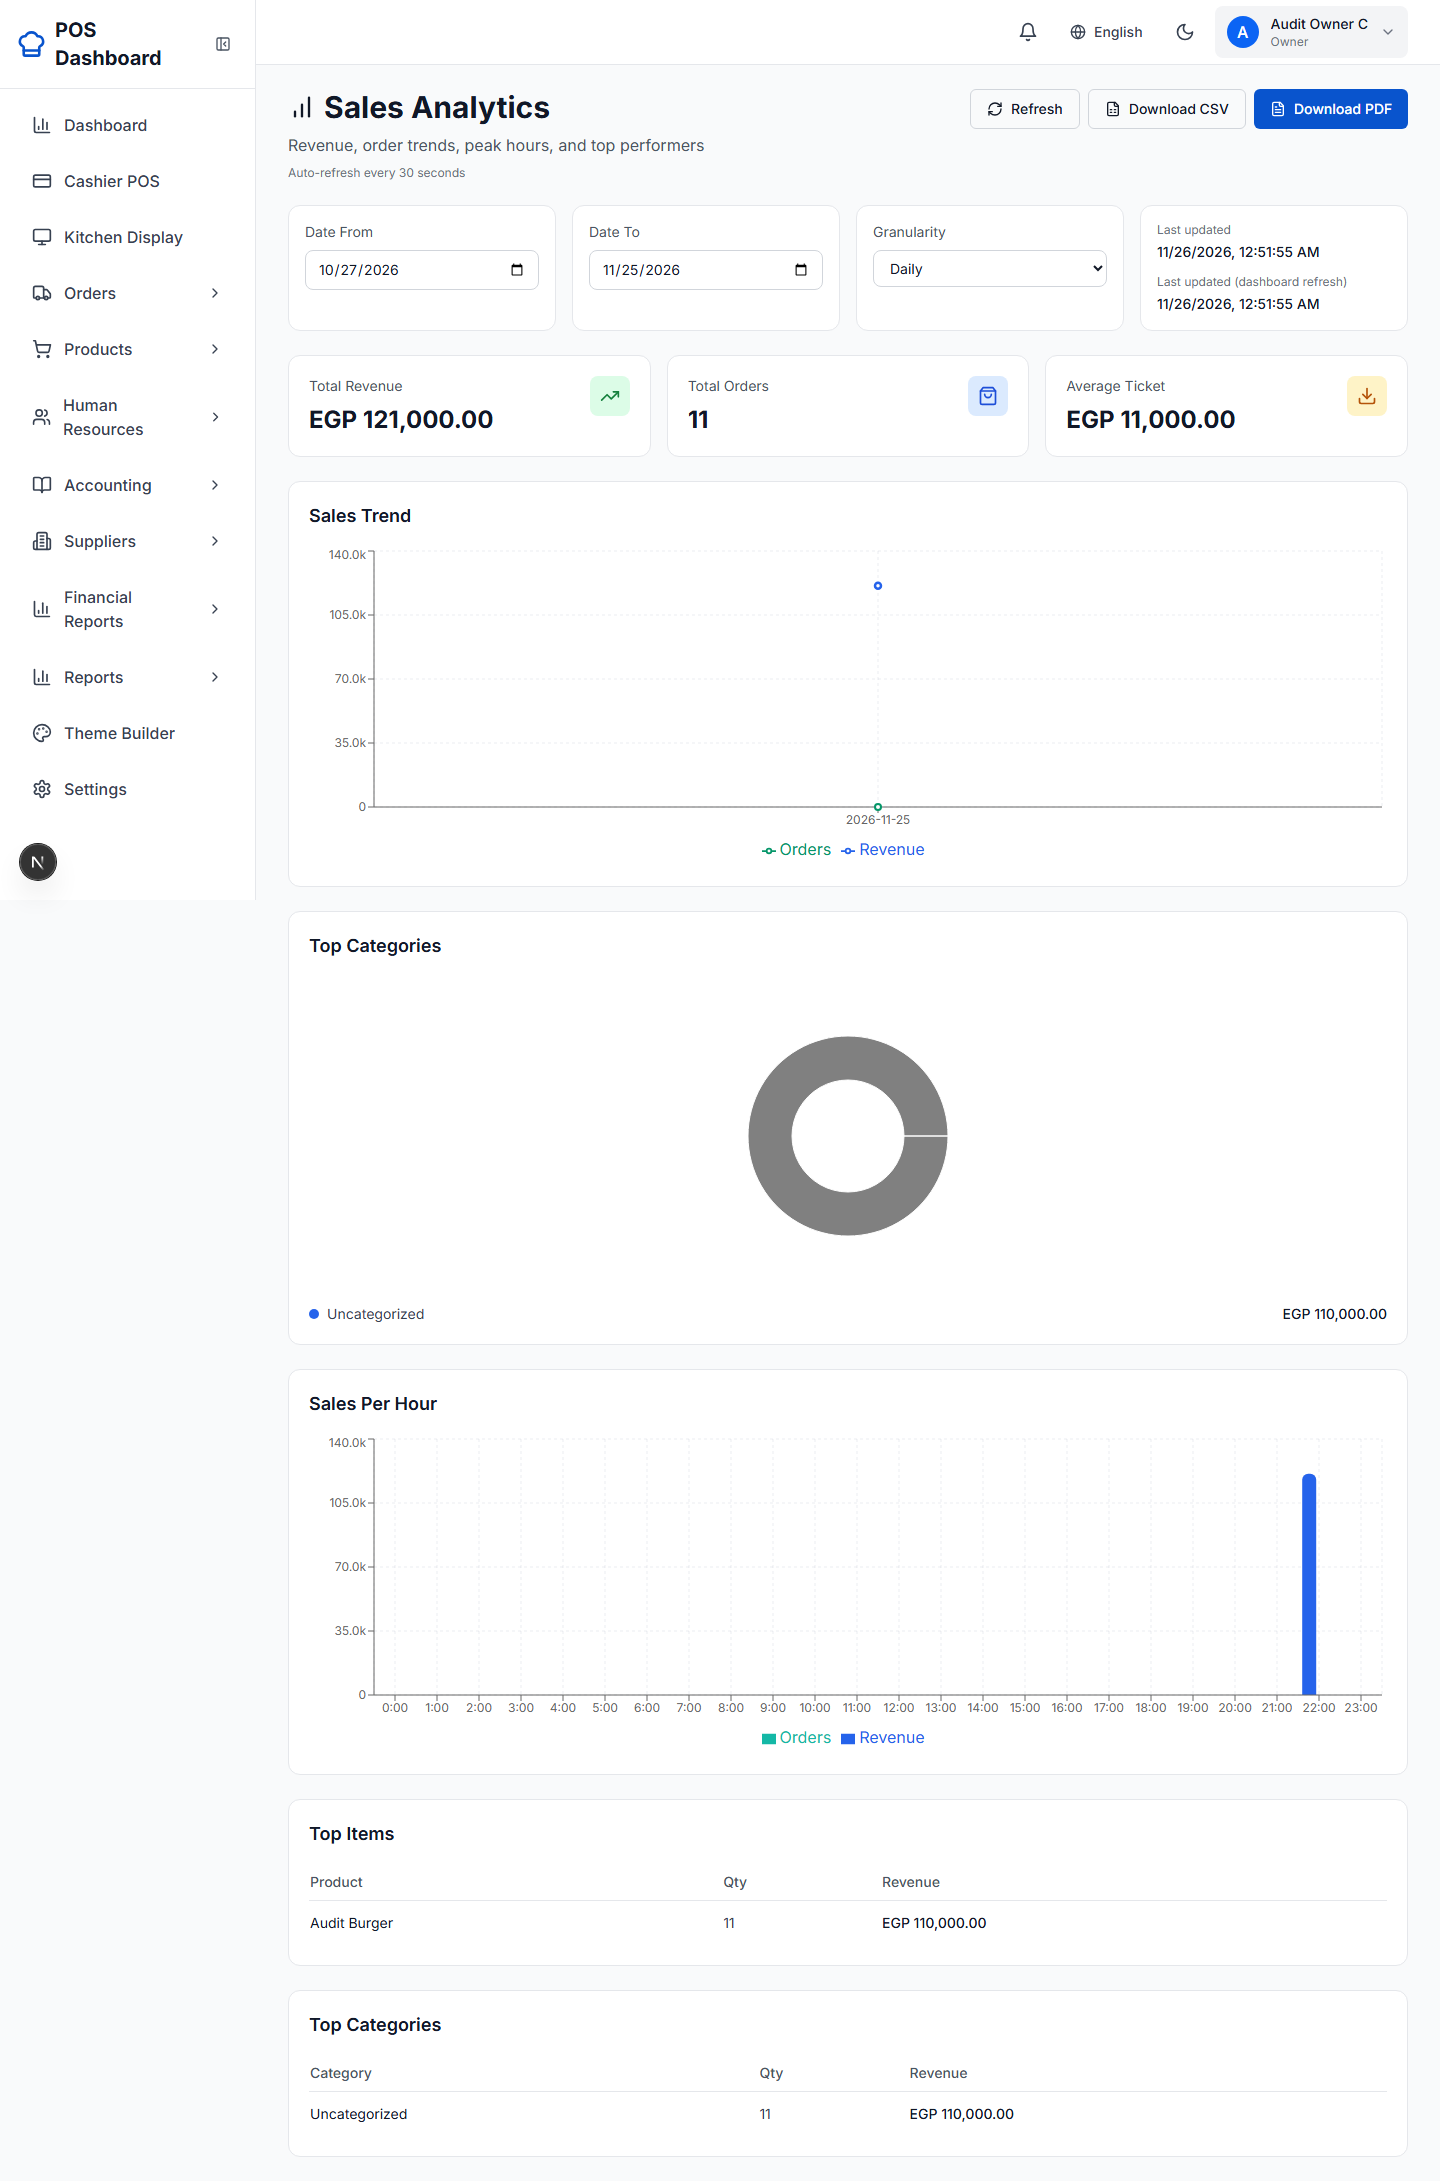 POS
Dashboard
English
A
Audit Owner C
Owner
Dashboard
Cashier POS
Kitchen Display
Orders
Products
Human
Resources
Accounting
Suppliers
Financial
Reports
Reports
Theme Builder
Settings
N
Sales Analytics
Revenue, order trends, peak hours, and top performers
Auto-refresh every 30 seconds
Refresh
Download CSV
Download PDF
Date From
10/27/2026
Date To
11/25/2026
Granularity
Daily
Last updated
11/26/2026, 12:51:55 AM
Last updated (dashboard refresh)
11/26/2026, 12:51:55 AM
Total Revenue
EGP 121,000.00
Total Orders
11
Average Ticket
EGP 11,000.00
Sales Trend
140.0k
105.0k
70.0k
35.0k
0
2026-11-25
Orders Revenue
Top Categories
Uncategorized EGP 110,000.00
Sales Per Hour
140.0k
105.0k
70.0k
35.0k
0
0:00 1:00 2:00 3:00 4:00 5:00 6:00 7:00 8:00 9:00 10:00 11:00 12:00 13:00 14:00 15:00 16:00 17:00 18:00 19:00 20:00 21:00 22:00 23:00
Orders Revenue
Top Items
Product Qty Revenue
Audit Burger 11 EGP 110,000.00
Top Categories
Category Qty Revenue
Uncategorized 11 EGP 110,000.00